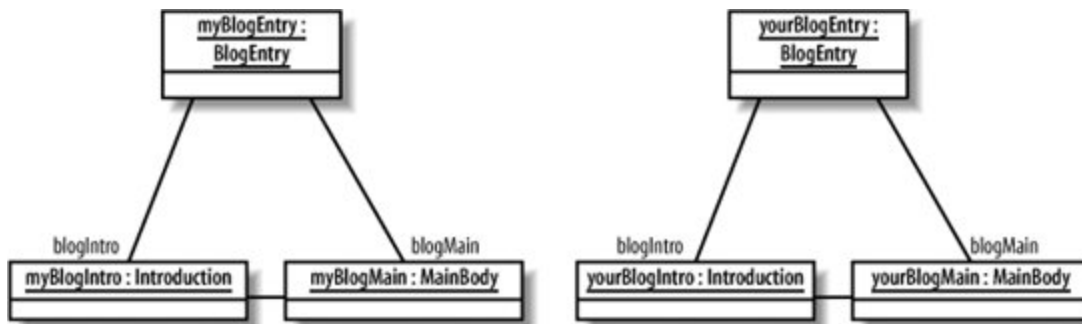 myBlogEntry :
BlogEntry
blogIntro
blogMain
myBlogIntro : Introduction
myBlogMain : MainBody
yourBlogEntry :
BlogEntry
blogIntro
blogMain
yourBlogIntro : Introduction
yourBlogMain : MainBody